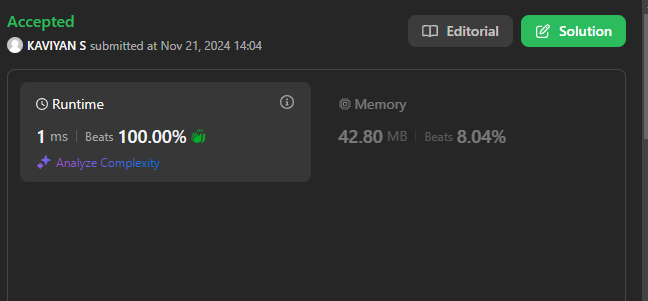 Accepted
KAVIYAN S submitted at Nov 21, 2024 14:04
Editorial
Solution
Runtime
1 ms Beats 100.00%
Analyze Complexity
Memory
42.80 MB Beats 8.04%